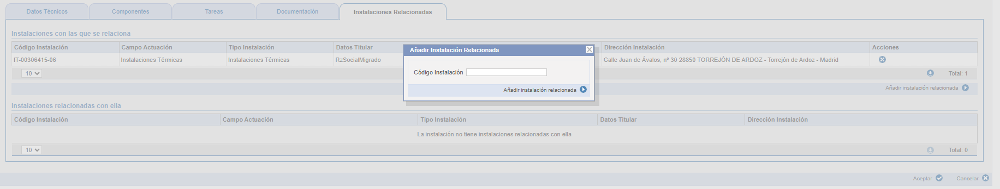 Datos Técnicos Componentes Tareas Documentación Instalaciones Relacionadas
Instalaciones con las que se relaciona
Código Instalación Campo Actuación Tipo Instalación Datos Titular Dirección Instalación Acciones
IT-00306415-06 Instalaciones Térmicas Instalaciones Térmicas RzSocialMigrado Calle Juan de Ávalos, nº 30 28850 TORREJÓN DE ARDOZ - Torrejón de Ardoz - Madrid
10 Total: 1
Añadir instalación relacionada
Añadir Instalación Relacionada
Código Instalación
Añadir instalación relacionada
Instalaciones relacionadas con ella
Código Instalación Campo Actuación Tipo Instalación Datos Titular Dirección Instalación
La instalación no tiene instalaciones relacionadas con ella
10 Total: 0
Aceptar Cancelar